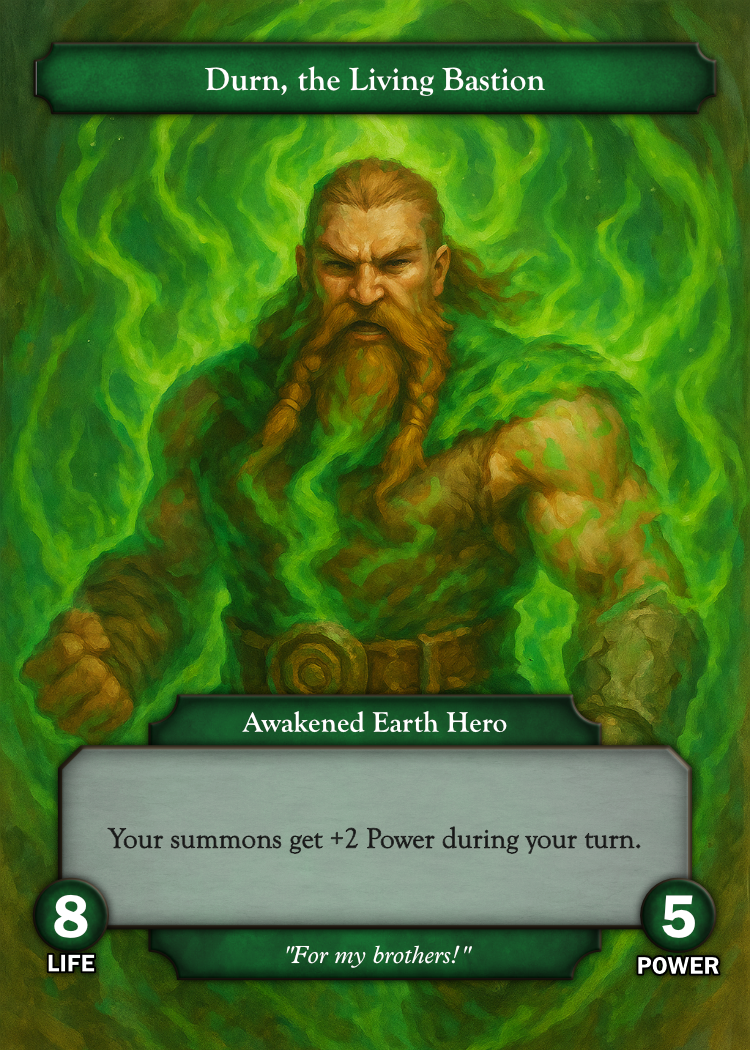 Durn, the Living Bastion
Awakened Earth Hero
Your summons get +2 Power during your turn.
8
LIFE
5
POWER
"For my brothers!"